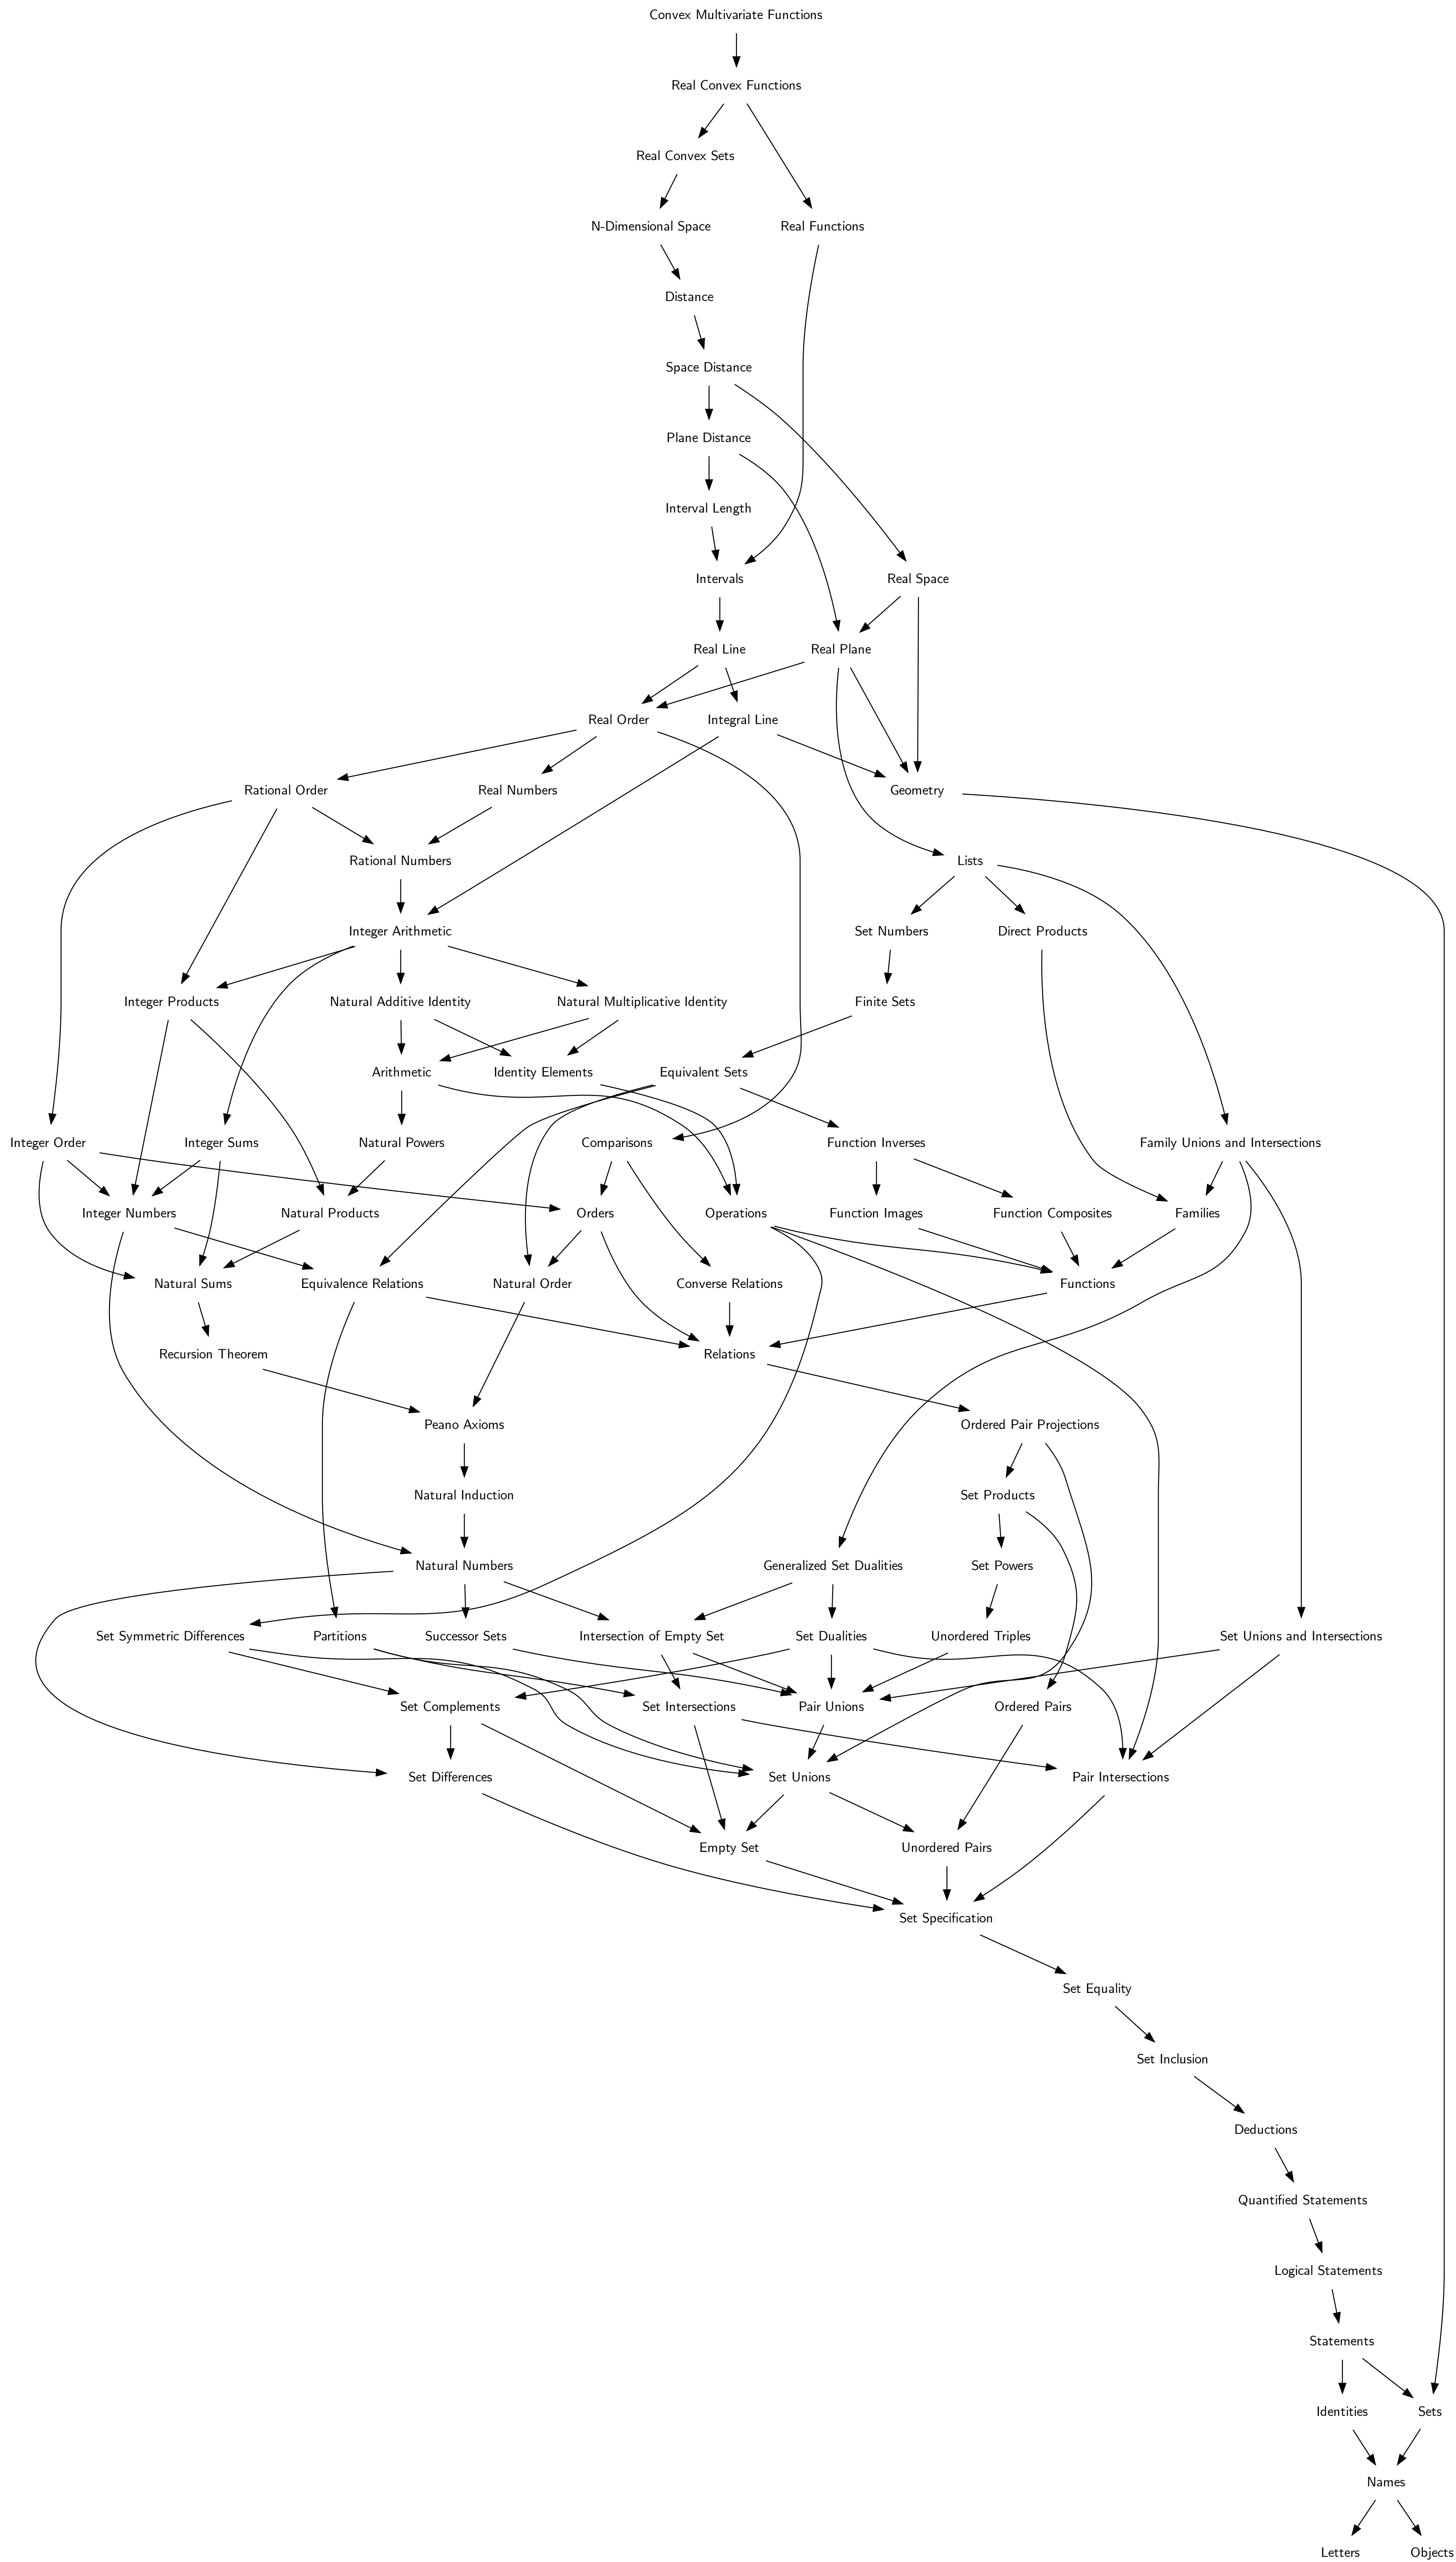 Convex Multivariate Functions
Real Convex Functions
Real Convex Sets
N-Dimensional Space
Real Functions
Distance
Space Distance
Plane Distance
Interval Length
Intervals
Real Space
Real Line
Real Plane
Real Order
Integral Line
Rational Order
Real Numbers
Geometry
Rational Numbers
Lists
Integer Arithmetic
Set Numbers
Direct Products
Integer Products
Natural Additive Identity
Natural Multiplicative Identity
Finite Sets
Arithmetic
Identity Elements
Equivalent Sets
Integer Order
Integer Sums
Natural Powers
Comparisons
Function Inverses
Family Unions and Intersections
Integer Numbers
Natural Products
Orders
Operations
Function Images
Function Composites
Families
Natural Sums
Equivalence Relations
Natural Order
Converse Relations
Functions
Recursion Theorem
Relations
Peano Axioms
Ordered Pair Projections
Natural Induction
Set Products
Natural Numbers
Generalized Set Dualities
Set Powers
Set Symmetric Differences
Partitions
Successor Sets
Intersection of Empty Set
Set Dualities
Unordered Triples
Set Unions and Intersections
Set Complements
Set Intersections
Pair Unions
Ordered Pairs
Set Differences
Set Unions
Pair Intersections
Empty Set
Unordered Pairs
Set Specification
Set Equality
Set Inclusion
Deductions
Quantified Statements
Logical Statements
Statements
Identities
Sets
Names
Letters
Objects